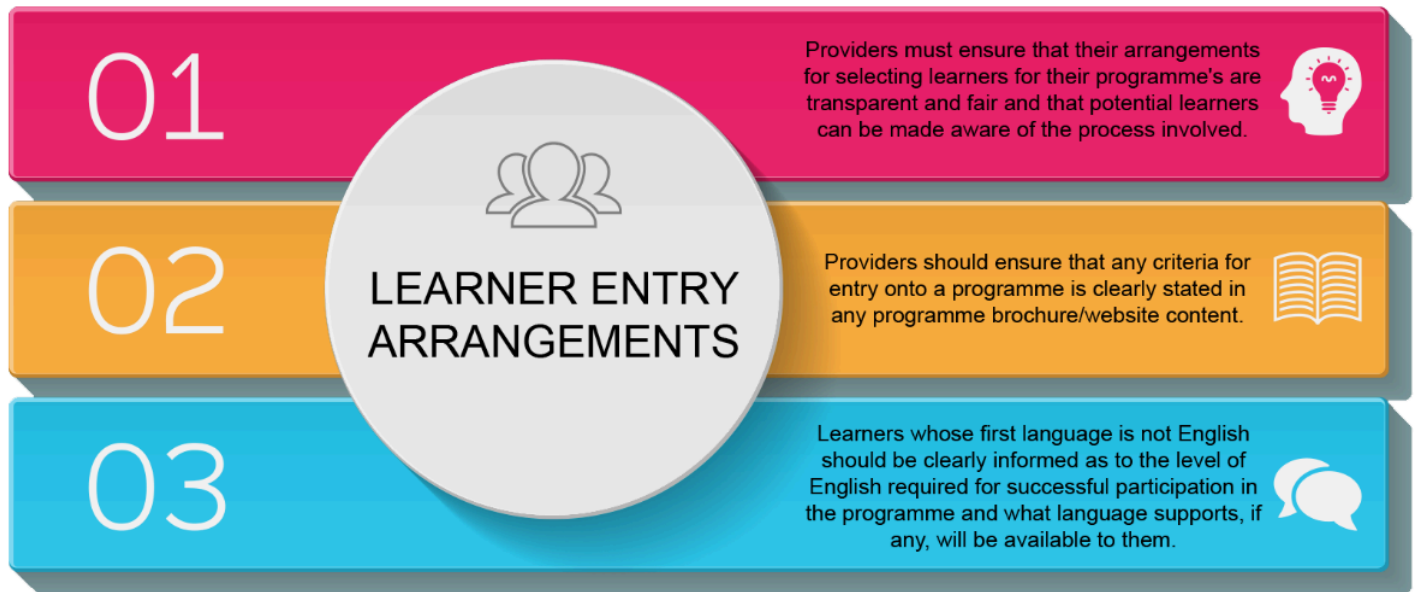 01
Providers must ensure that their arrangements
for selecting learners for their programme's are
transparent and fair and that potential learners
can be made aware of the process involved.
LEARNER ENTRY
ARRANGEMENTS
02
Providers should ensure that any criteria for
entry onto a programme is clearly stated in
any programme brochure/website content.
03
Learners whose first language is not English
should be clearly informed as to the level of
English required for successful participation in
the programme and what language supports, if
any, will be available to them.